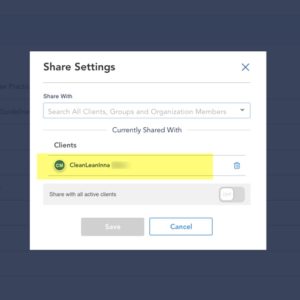 Share Settings
Share With
Search All Clients, Groups and Organization Members
Currently Shared With
Clients
CM CleanLeanInna
Share with all active clients
OFF
Save
Cancel